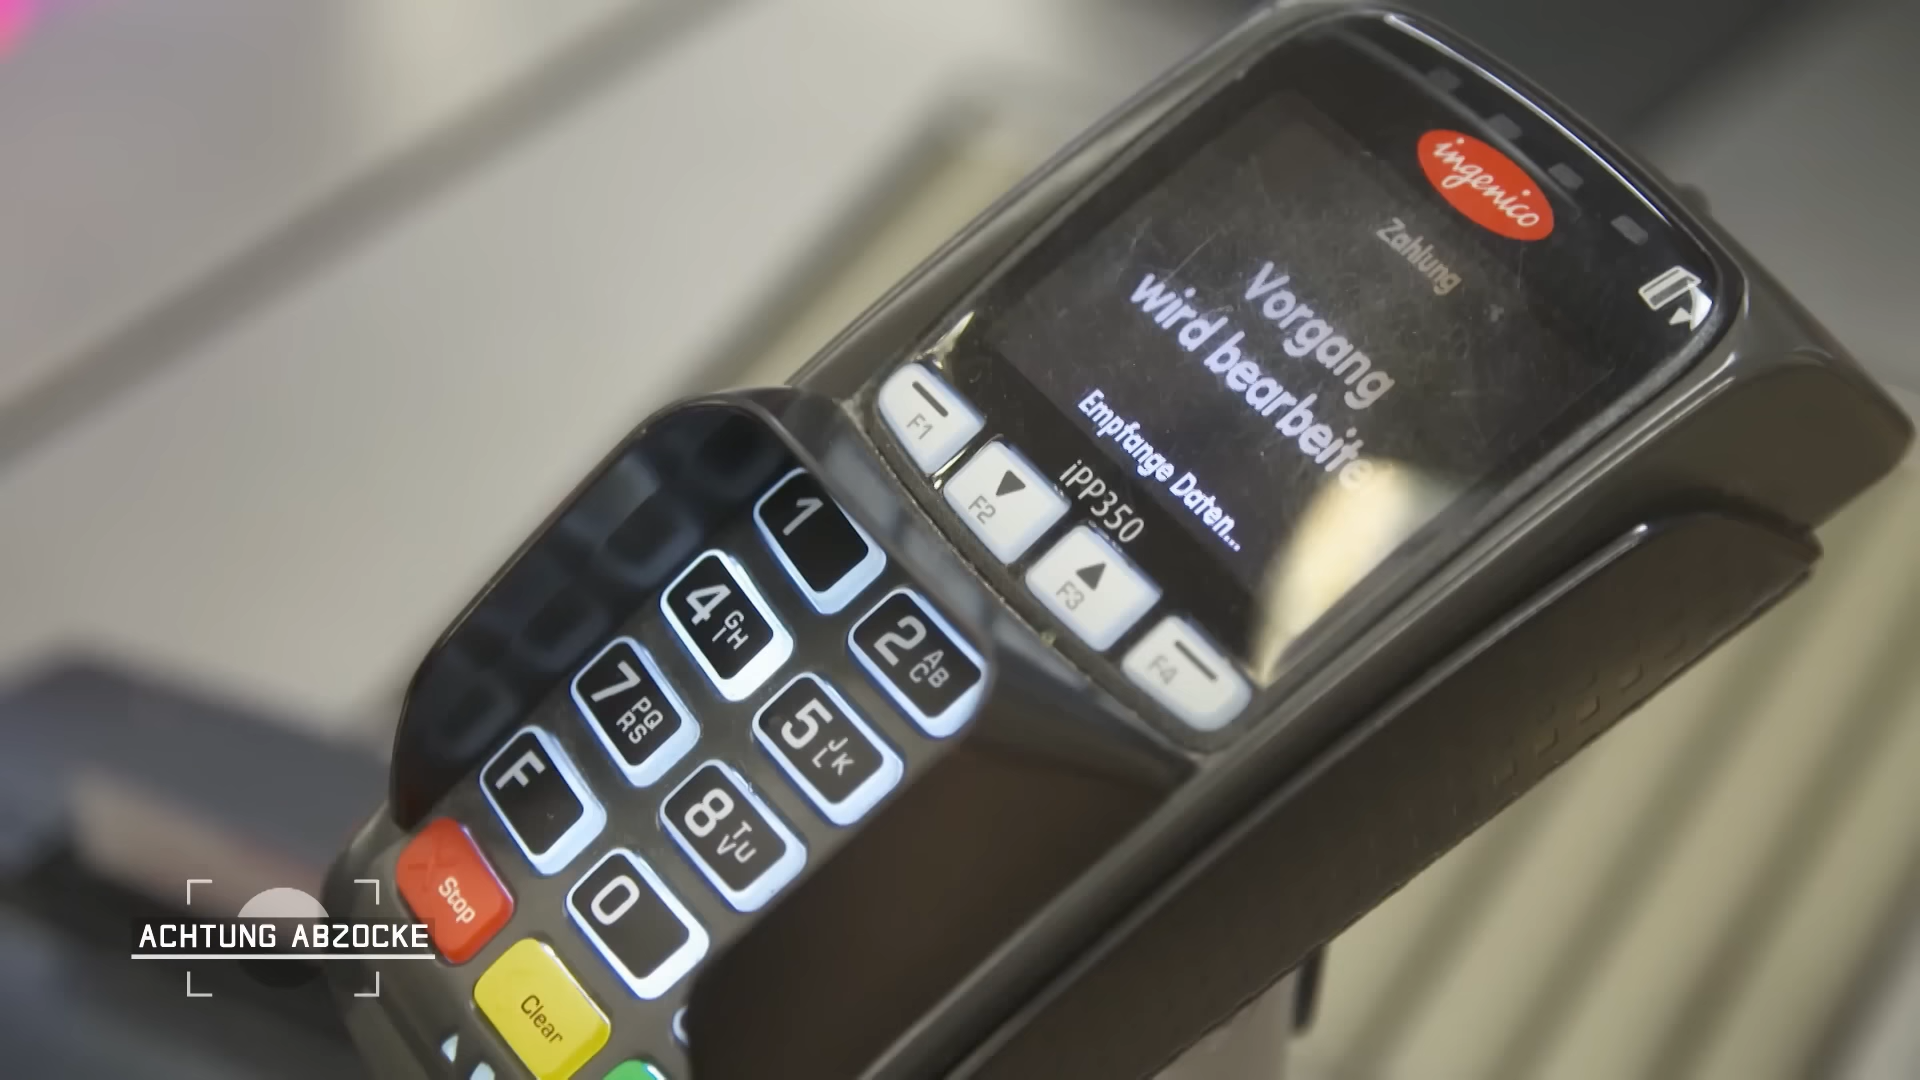 ingenico
Zahlung
Vorgang
wird bearbeitet
Empfange Daten...
iPP350
F1
F2
F3
F4
1
2 ABC
4 GHI
5 JKL
7 PQRS
8 TUV
F
0
Stop
Clear
ACHTUNG ABZOCKE